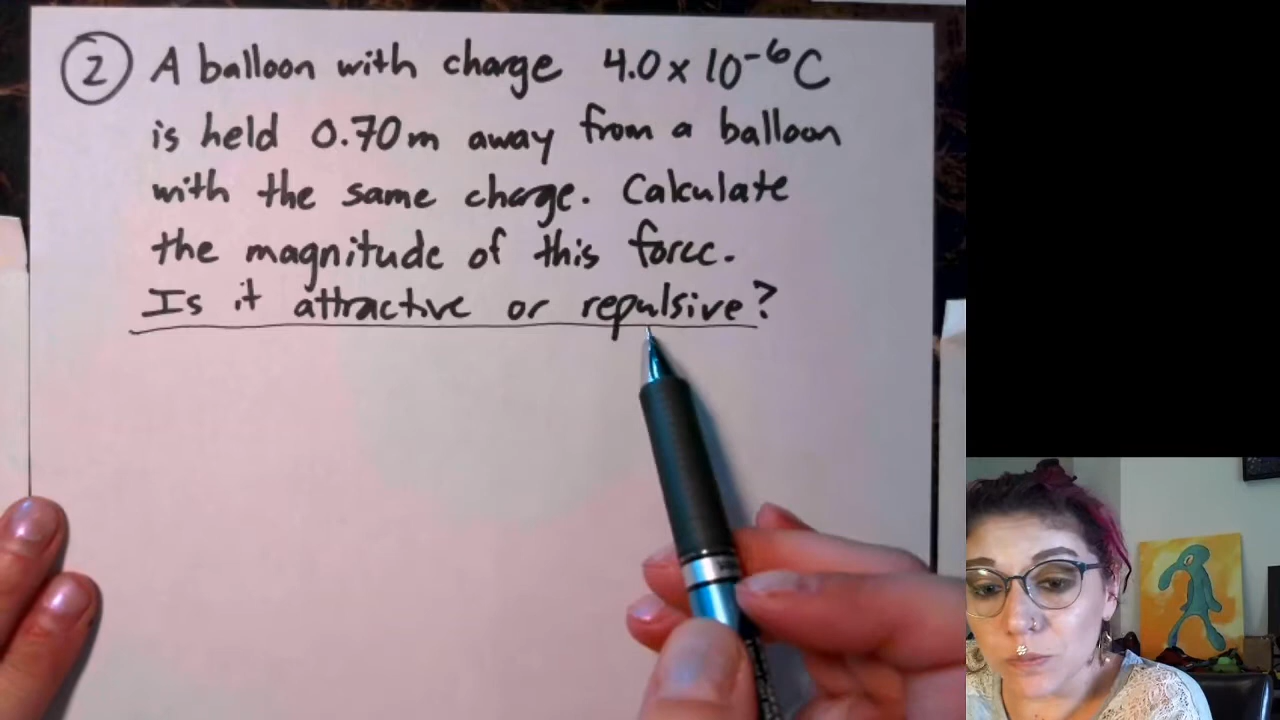 2 A balloon with charge 4.0 x 10⁻⁶ C
is held 0.70m away from a balloon
with the same charge. Calculate
the magnitude of this force.
Is it attractive or repulsive?